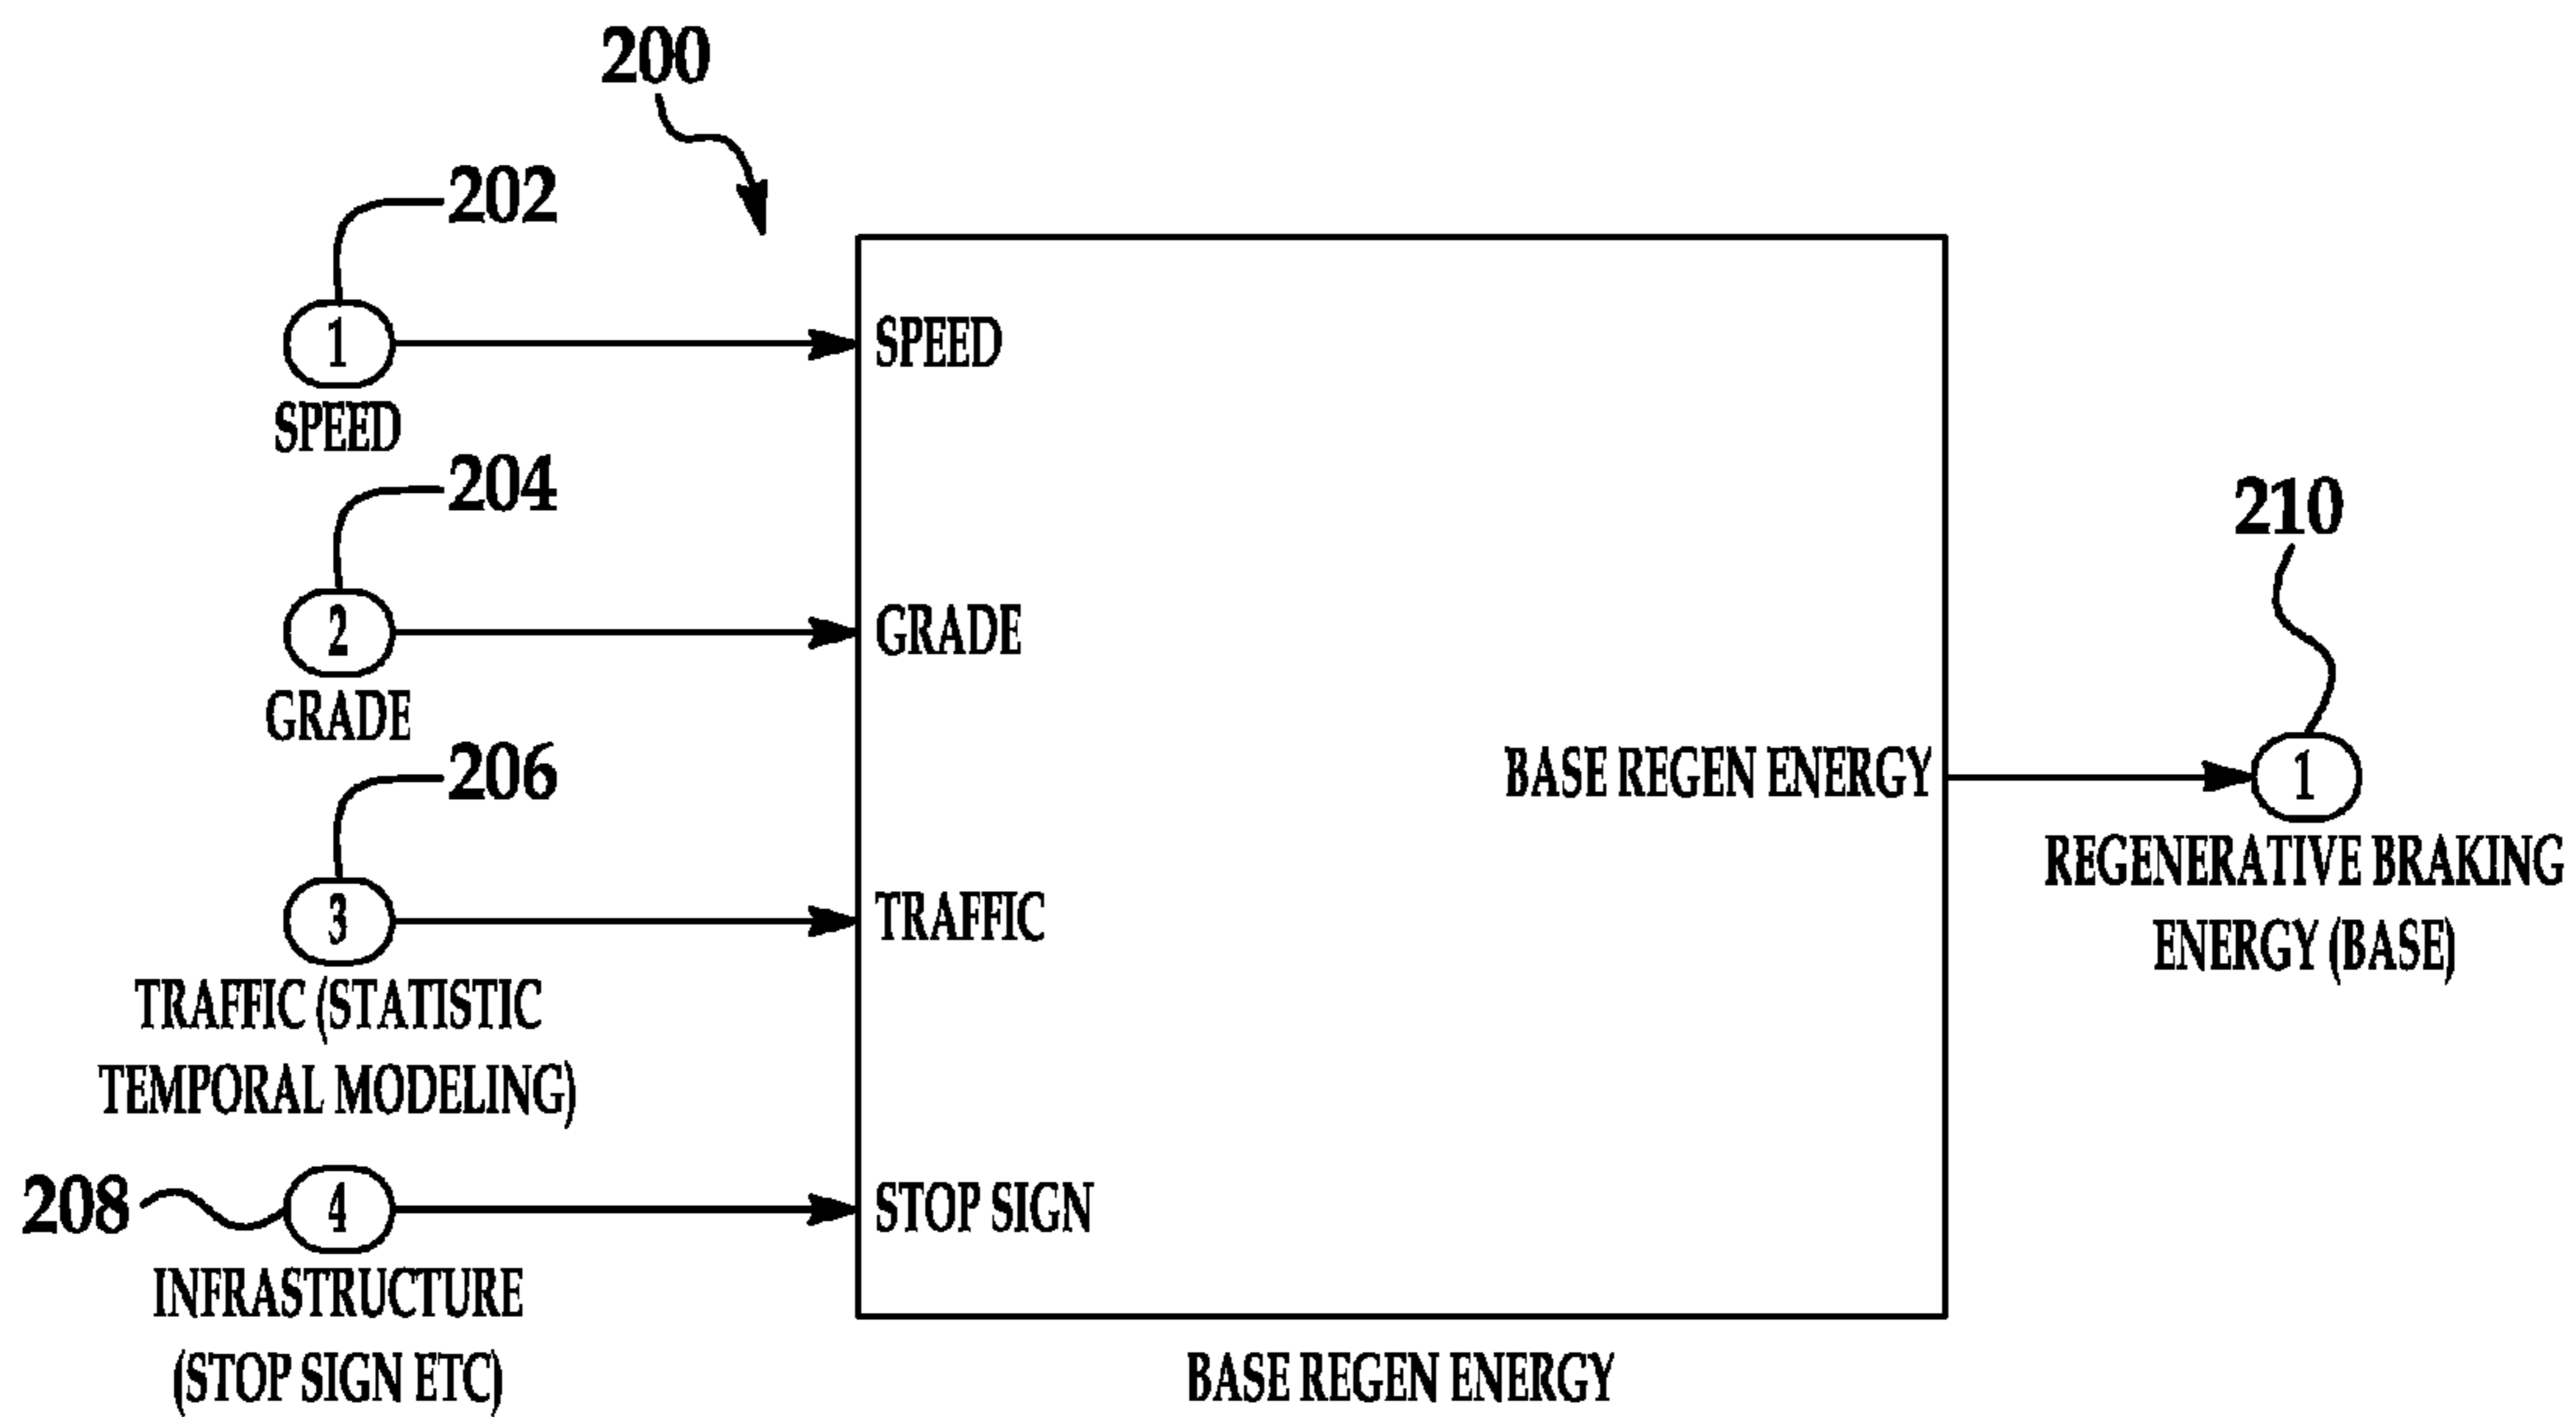 200
202
1
SPEED
SPEED
204
2
GRADE
GRADE
206
3
TRAFFIC
TRAFFIC (STATISTIC
TEMPORAL MODELING)
208
4
STOP SIGN
INFRASTRUCTURE
(STOP SIGN ETC)
BASE REGEN ENERGY
210
1
REGENERATIVE BRAKING
ENERGY (BASE)
BASE REGEN ENERGY